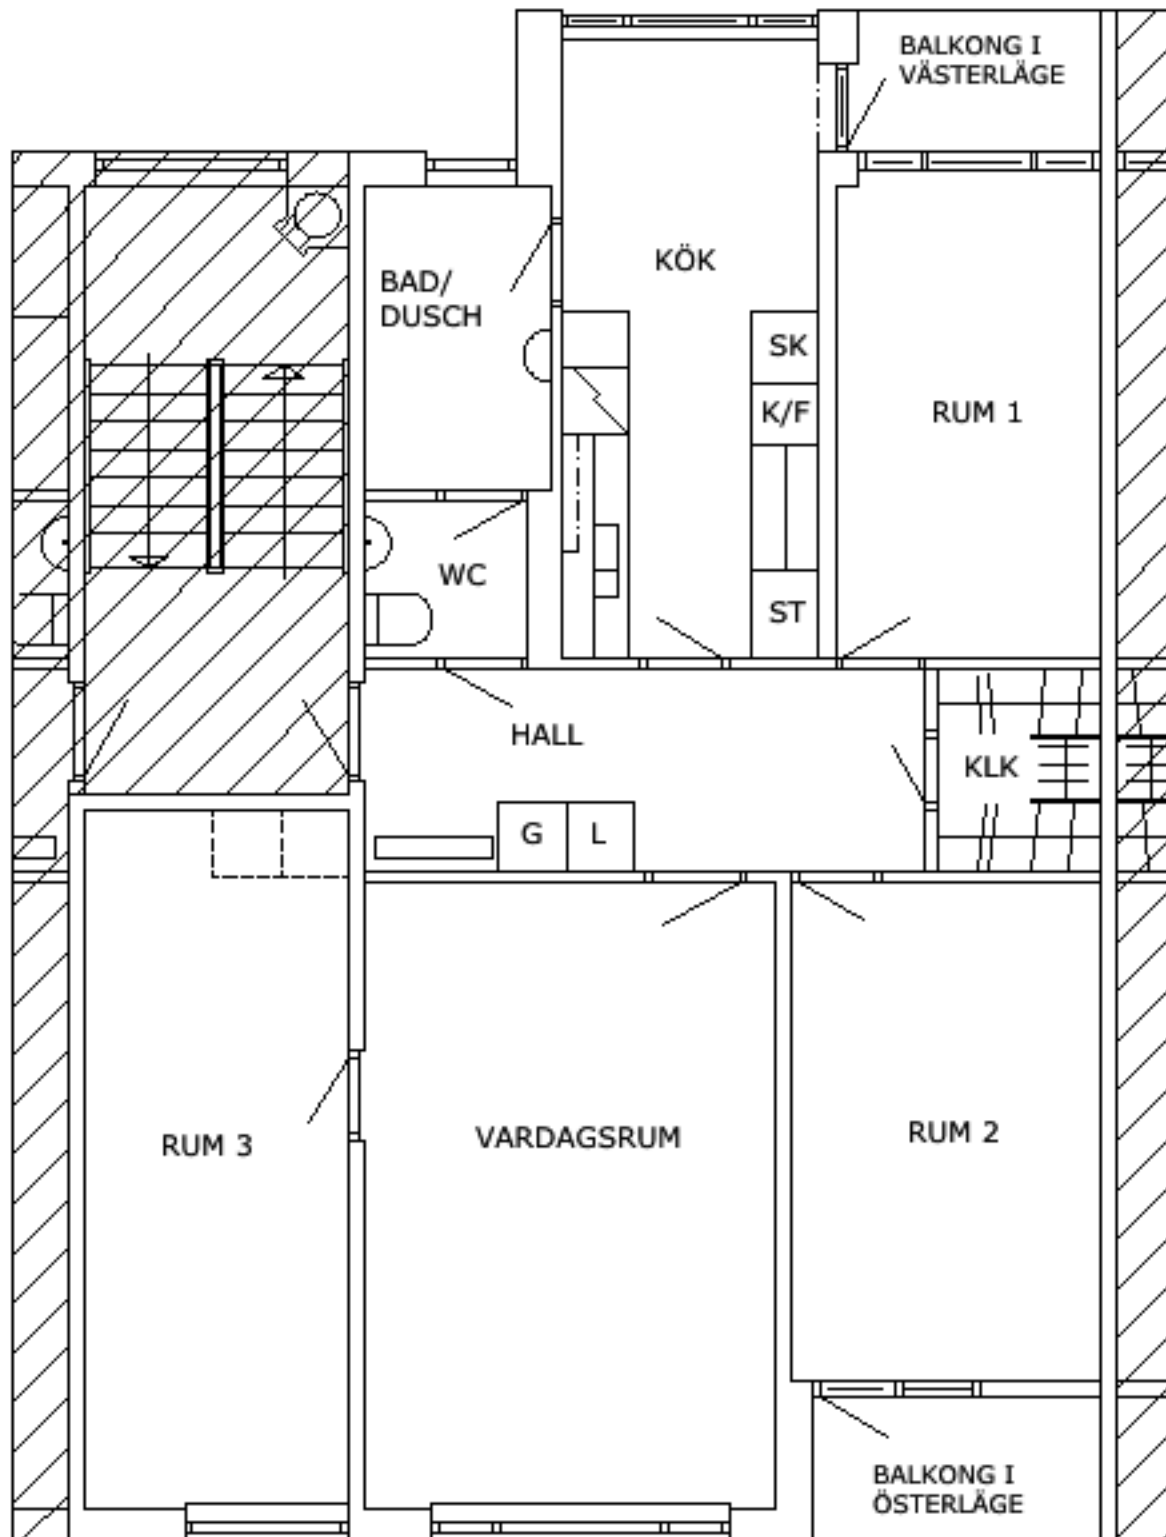 BALKONG I
VÄSTERLÄGE
KÖK
BAD/
DUSCH
SK
K/F
RUM 1
WC
ST
HALL
KLK
G
L
RUM 3
VARDAGSRUM
RUM 2
BALKONG I
ÖSTERLÄGE